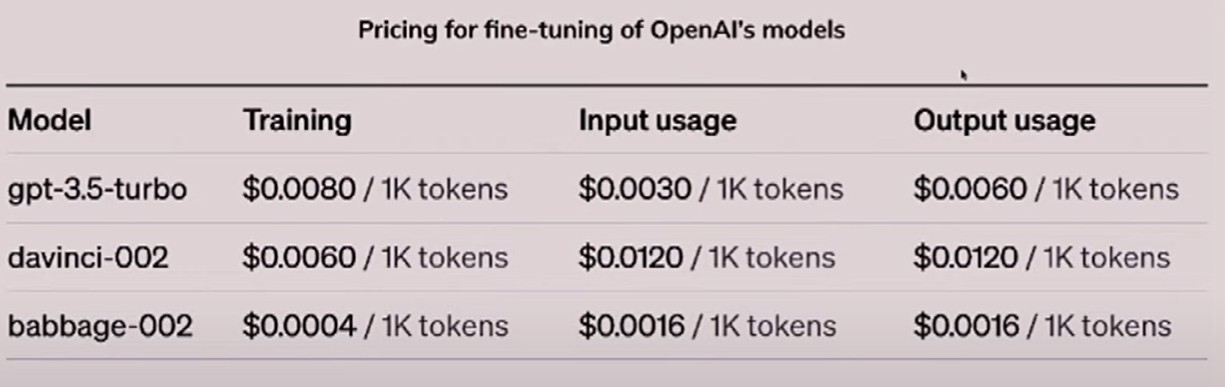 Pricing for fine-tuning of OpenAI's models
Model Training Input usage Output usage
gpt-3.5-turbo $0.0080 / 1K tokens $0.0030 / 1K tokens $0.0060 / 1K tokens
davinci-002 $0.0060 / 1K tokens $0.0120 / 1K tokens $0.0120 / 1K tokens
babbage-002 $0.0004 / 1K tokens $0.0016 / 1K tokens $0.0016 / 1K tokens